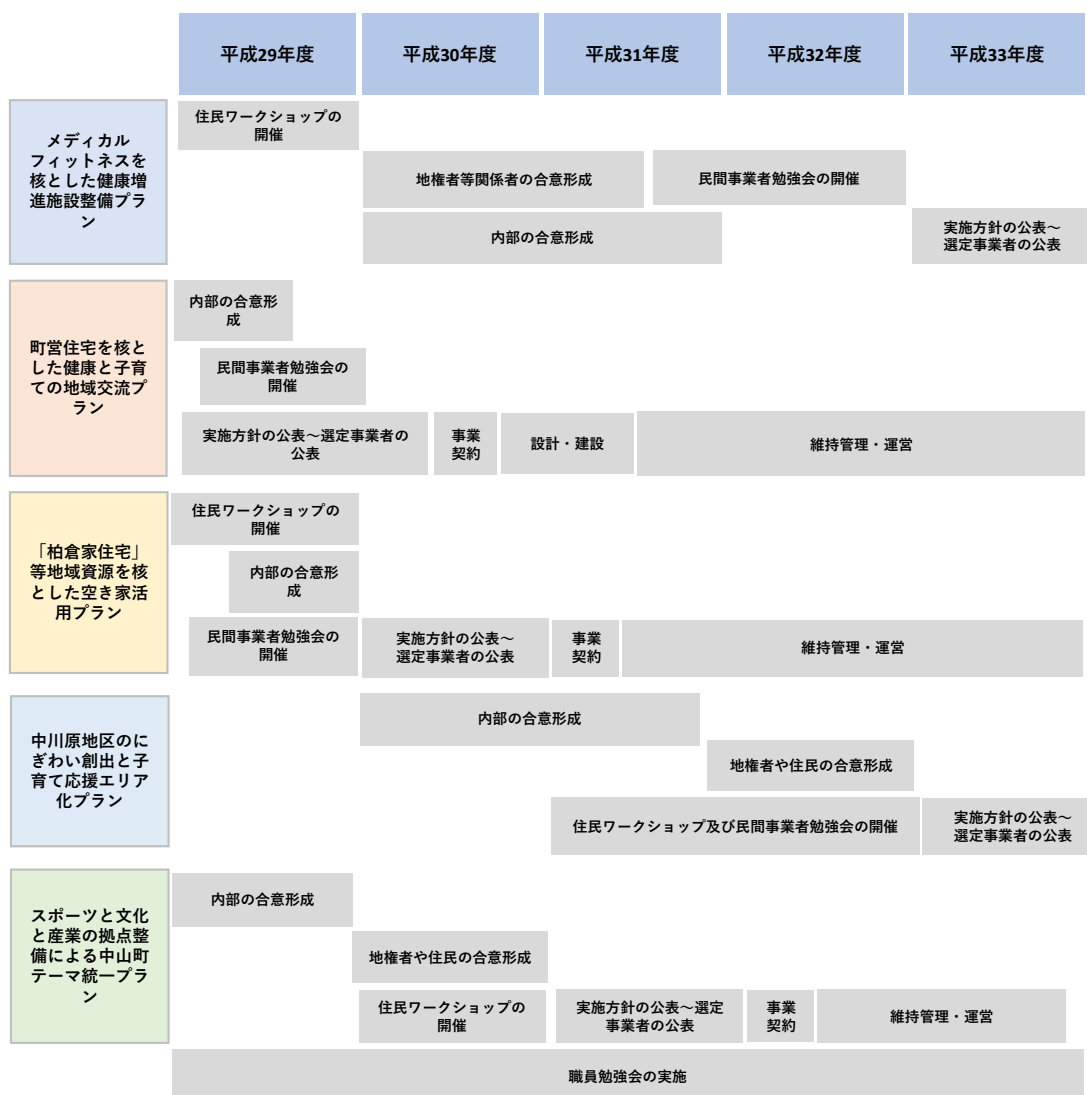 平成29年度
平成30年度
平成31年度
平成32年度
平成33年度
メディカル
フィットネスを
核とした健康増
進施設整備プラ
ン
住民ワークショップの
開催
地権者等関係者の合意形成
民間事業者勉強会の開催
内部の合意形成
実施方針の公表～
選定事業者の公表
町営住宅を核と
した健康と子育
ての地域交流プ
ラン
内部の合意形
成
民間事業者勉強会の
開催
実施方針の公表～選定事業者の
公表
事業
契約
設計・建設
維持管理・運営
「柏倉家住宅」
等地域資源を核
とした空き家活
用プラン
住民ワークショップの
開催
内部の合意形
成
民間事業者勉強会の
開催
実施方針の公表～
選定事業者の公表
事業
契約
維持管理・運営
中川原地区のに
ぎわい創出と子
育て応援エリア
化プラン
内部の合意形成
地権者や住民の合意形成
住民ワークショップ及び民間事業者勉強会の開催
実施方針の公表～
選定事業者の公表
スポーツと文化
と産業の拠点整
備による中山町
テーマ統一プラ
ン
内部の合意形成
地権者や住民の合意形成
住民ワークショップの
開催
実施方針の公表～選定
事業者の公表
事業
契約
維持管理・運営
職員勉強会の実施